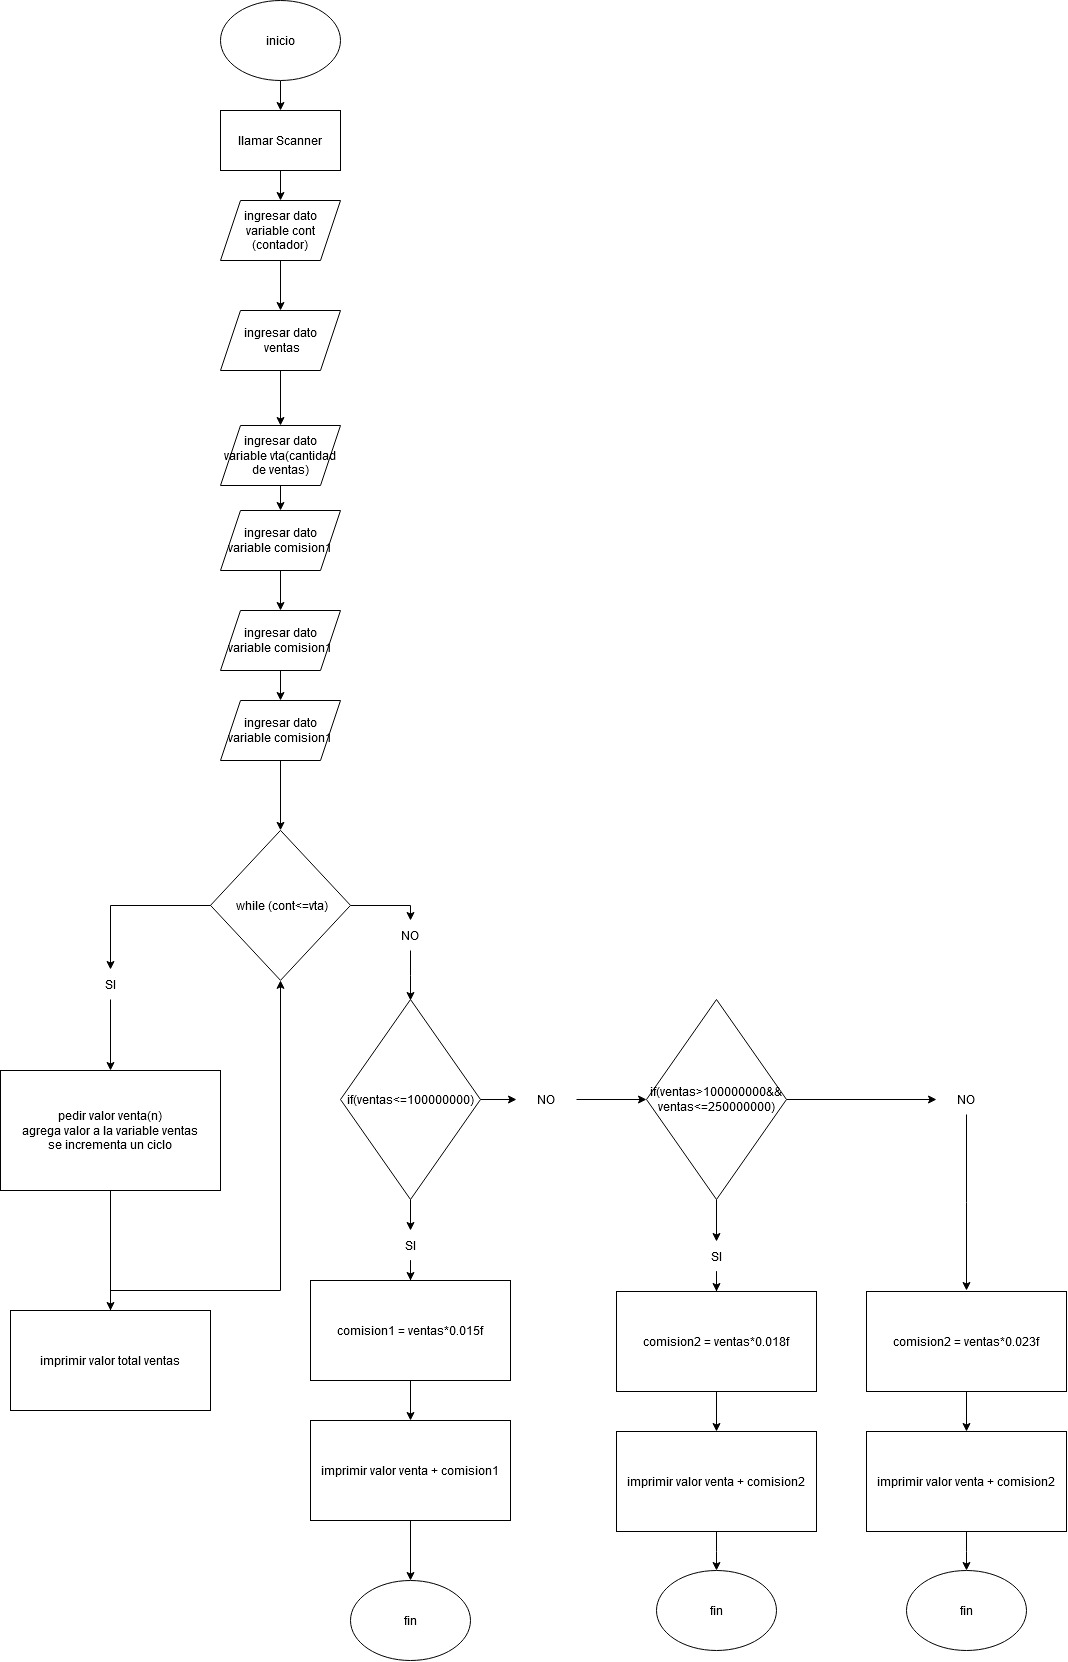 inicio
llamar Scanner
ingresar dato
variable cont
(contador)
ingresar dato
ventas
ingresar dato
variable vta(cantidad
de ventas)
ingresar dato
variable comision1
ingresar dato
variable comision1
ingresar dato
variable comision1
while (cont<=vta)
NO
SI
if(ventas<=100000000)
NO
if(ventas>100000000&&
ventas<=250000000)
NO
pedir valor venta(n)
agrega valor a la variable ventas
se incrementa un ciclo
SI
SI
imprimir valor total ventas
comision1 = ventas*0.015f
comision2 = ventas*0.018f
comision2 = ventas*0.023f
imprimir valor venta + comision1
imprimir valor venta + comision2
imprimir valor venta + comision2
fin
fin
fin